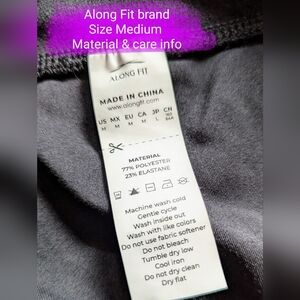 Along Fit brand
Size Medium
Material & care info
ALONG FIT
MADE IN CHINA
www.alongfit.com
US MX EU CA JP CN
M M M M L
MATERIAL
77% POLYESTER
23% ELASTANE
Machine wash cold
Gentle cycle
Wash inside out
Wash with like colors
Do not use fabric softener
Do not bleach
Tumble dry low
Cool iron
Do not dry clean
Dry flat